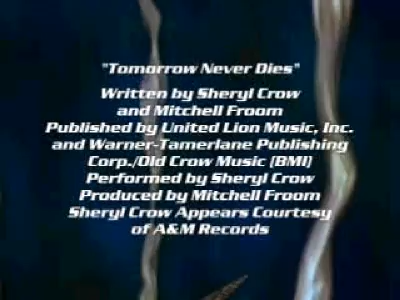 "Tomorrow Never Dies"
Written by Sheryl Crow
and Mitchell Froom
Published by United Lion Music, Inc.
and Warner-Tamerlane Publishing
Corp./Old Crow Music (BMI)
Performed by Sheryl Crow
Produced by Mitchell Froom
Sheryl Crow Appears Courtesy
of A&M Records